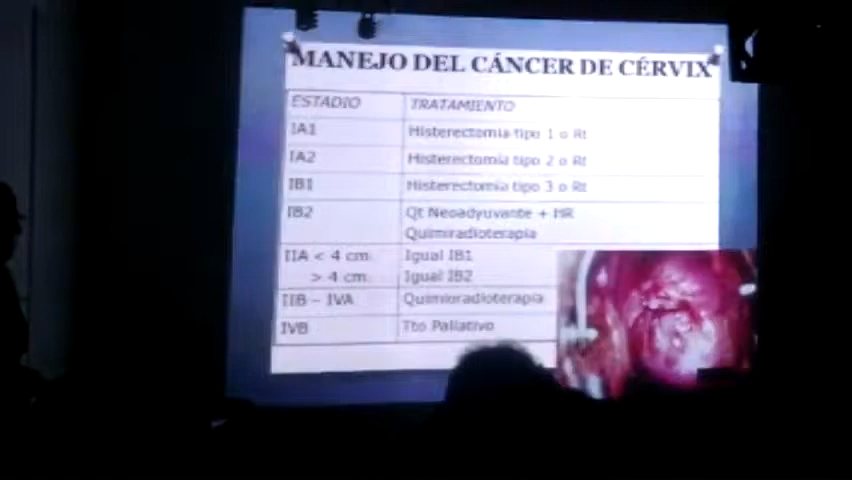 MANEJO DEL CÁNCER DE CÉRVIX
ESTADIO TRATAMIENTO
IA1 Histerectomía tipo 1 o Rt
IA2 Histerectomía tipo 2 o Rt
IB1 Histerectomía tipo 3 o Rt
IB2 Qt Neoadyuvante + HR
Quimiradioterapia
IIA < 4 cm Igual IB1
> 4 cm Igual IB2
IIB – IVA Quimioradioterapia
IVB Tto Paliativo